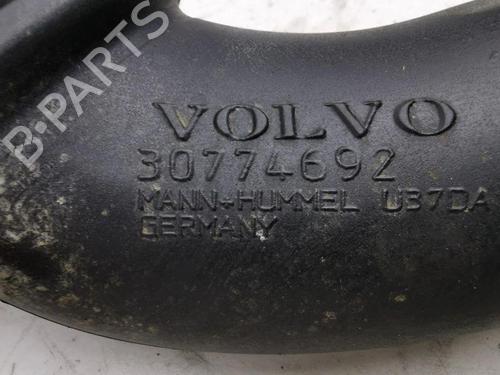 B-PARTS
VOLVO
30774692
MANN+HUMMEL U37DA
GERMANY